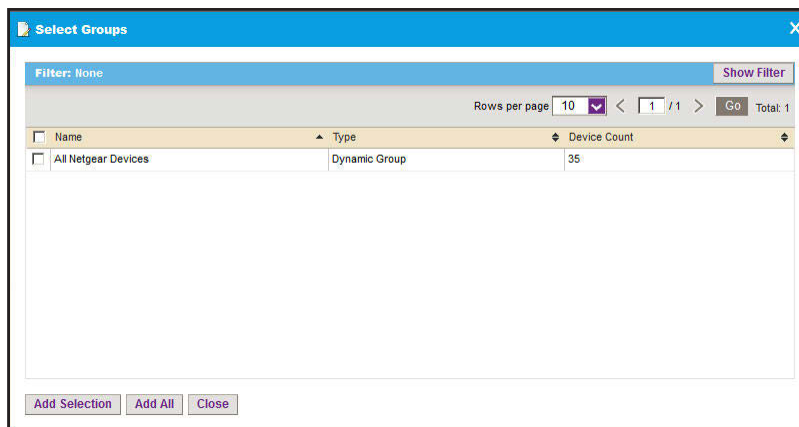 Select Groups X
Filter: None Show Filter
Rows per page 10 < 1 / 1 > Go Total: 1
Name Type Device Count
All Netgear Devices Dynamic Group 35
Add Selection Add All Close